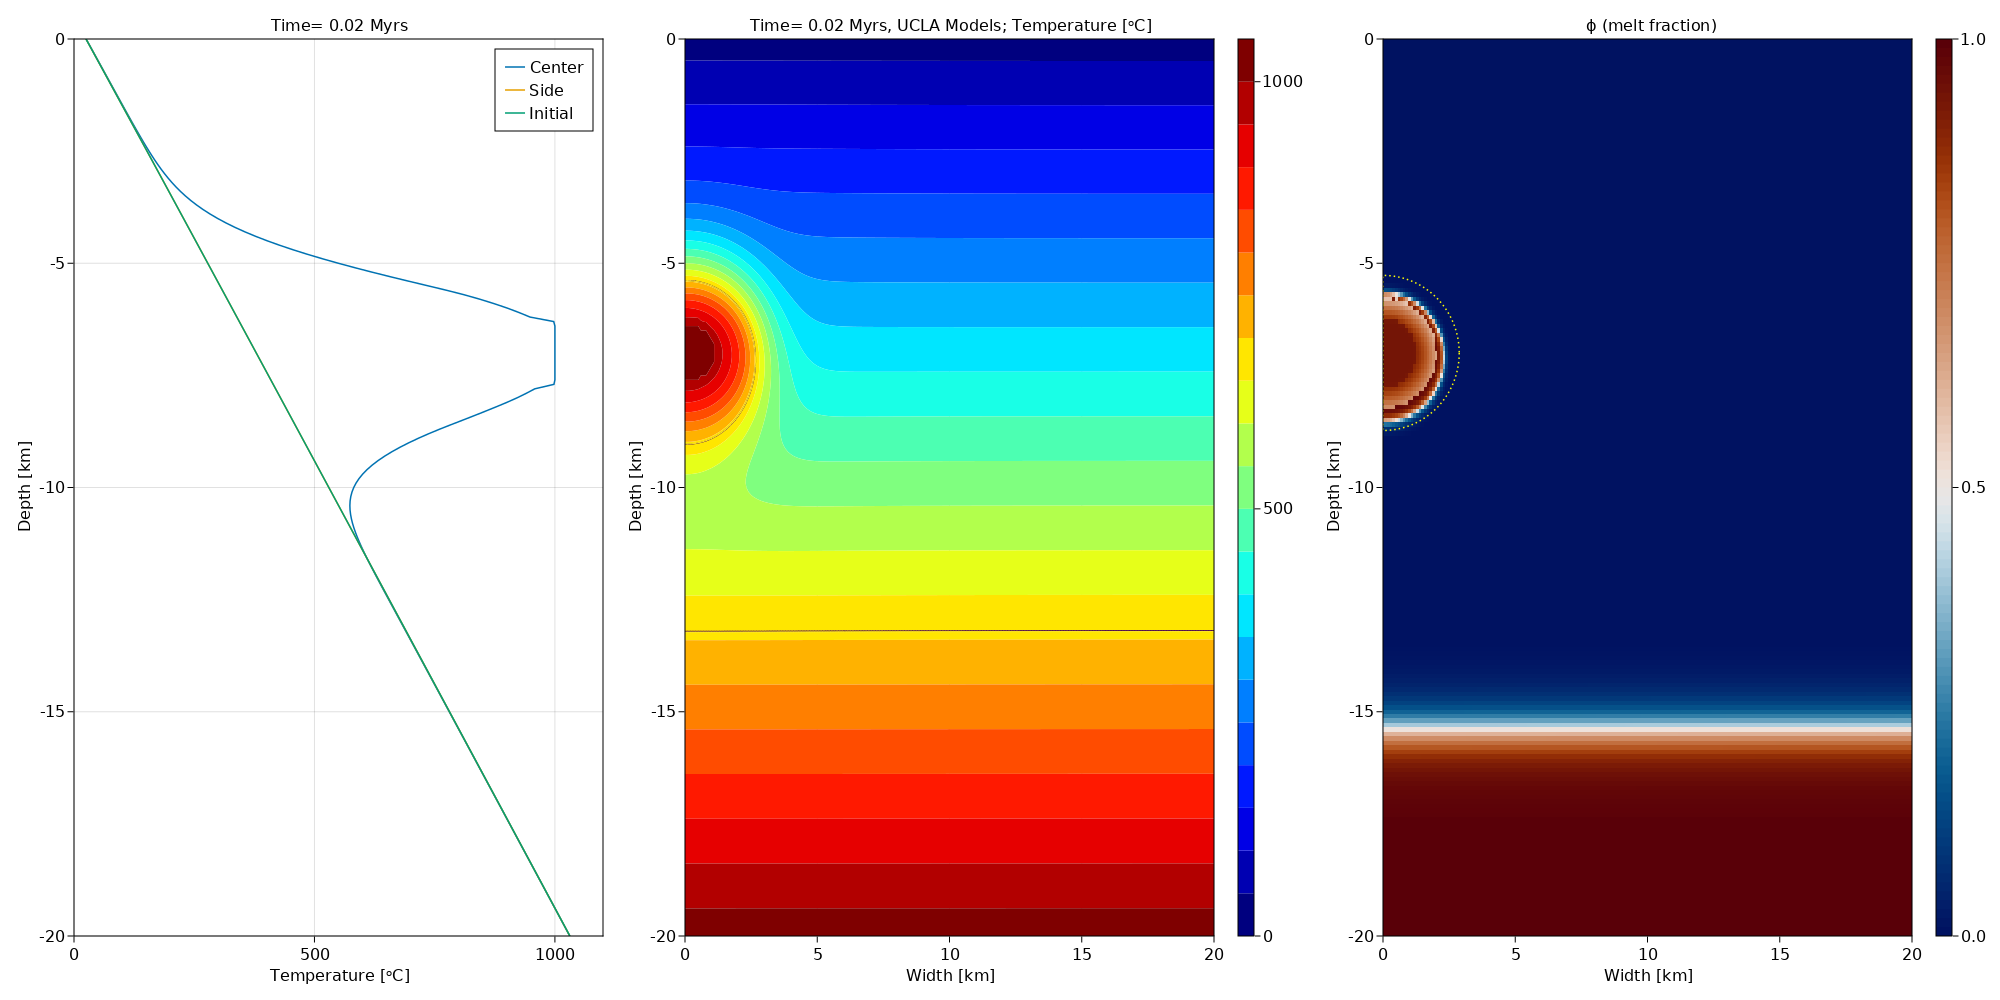 Time= 0.02 Myrs
Depth [km]
0
-5
-10
-15
-20
0
500
1000
Temperature [ᵒC]
Center
Side
Initial
Time= 0.02 Myrs, UCLA Models; Temperature [ᵒC]
Depth [km]
0
-5
-10
-15
-20
0
5
10
15
20
Width [km]
1000
500
0
ϕ (melt fraction)
Depth [km]
0
-5
-10
-15
-20
0
5
10
15
20
Width [km]
1.0
0.5
0.0